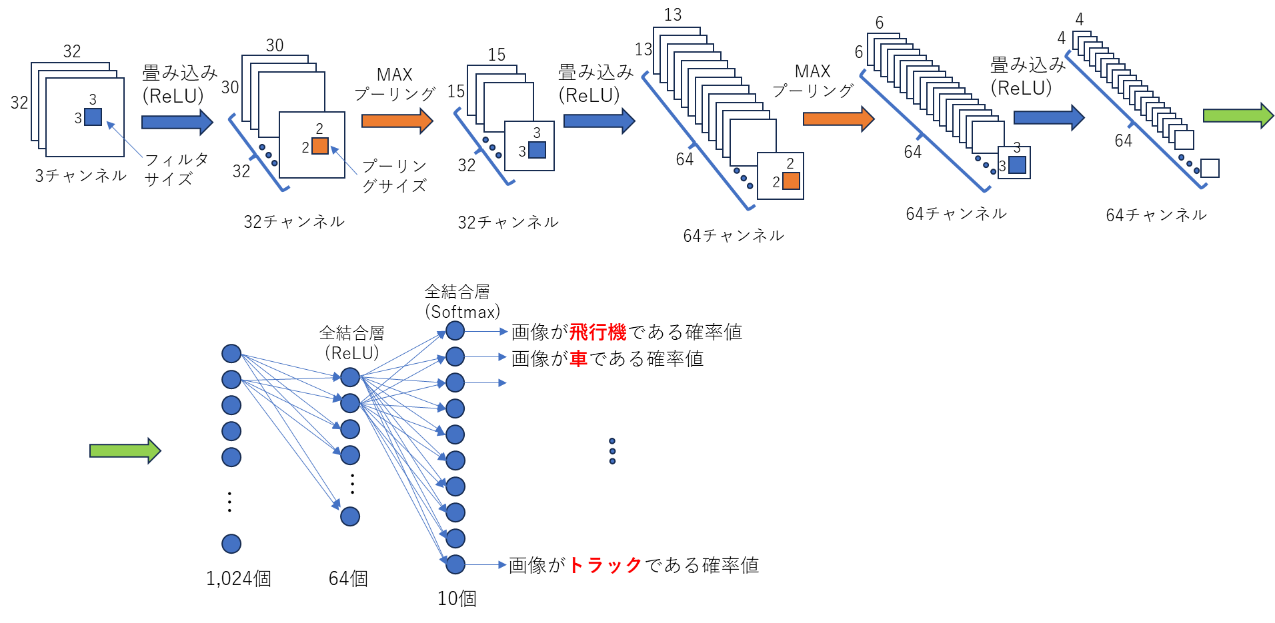 32
32
3
3
フィルタ
サイズ
3チャンネル
畳み込み
(ReLU)
30
30
2
2
32
プーリン
グサイズ
32チャンネル
MAX
プーリング
15
15
3
3
32
32チャンネル
畳み込み
(ReLU)
13
13
2
2
64
64チャンネル
MAX
プーリング
6
6
3
3
64
64チャンネル
畳み込み
(ReLU)
4
4
64
64チャンネル
1,024個
全結合層
(ReLU)
64個
全結合層
(Softmax)
10個
画像が飛行機である確率値
画像が車である確率値
画像がトラックである確率値